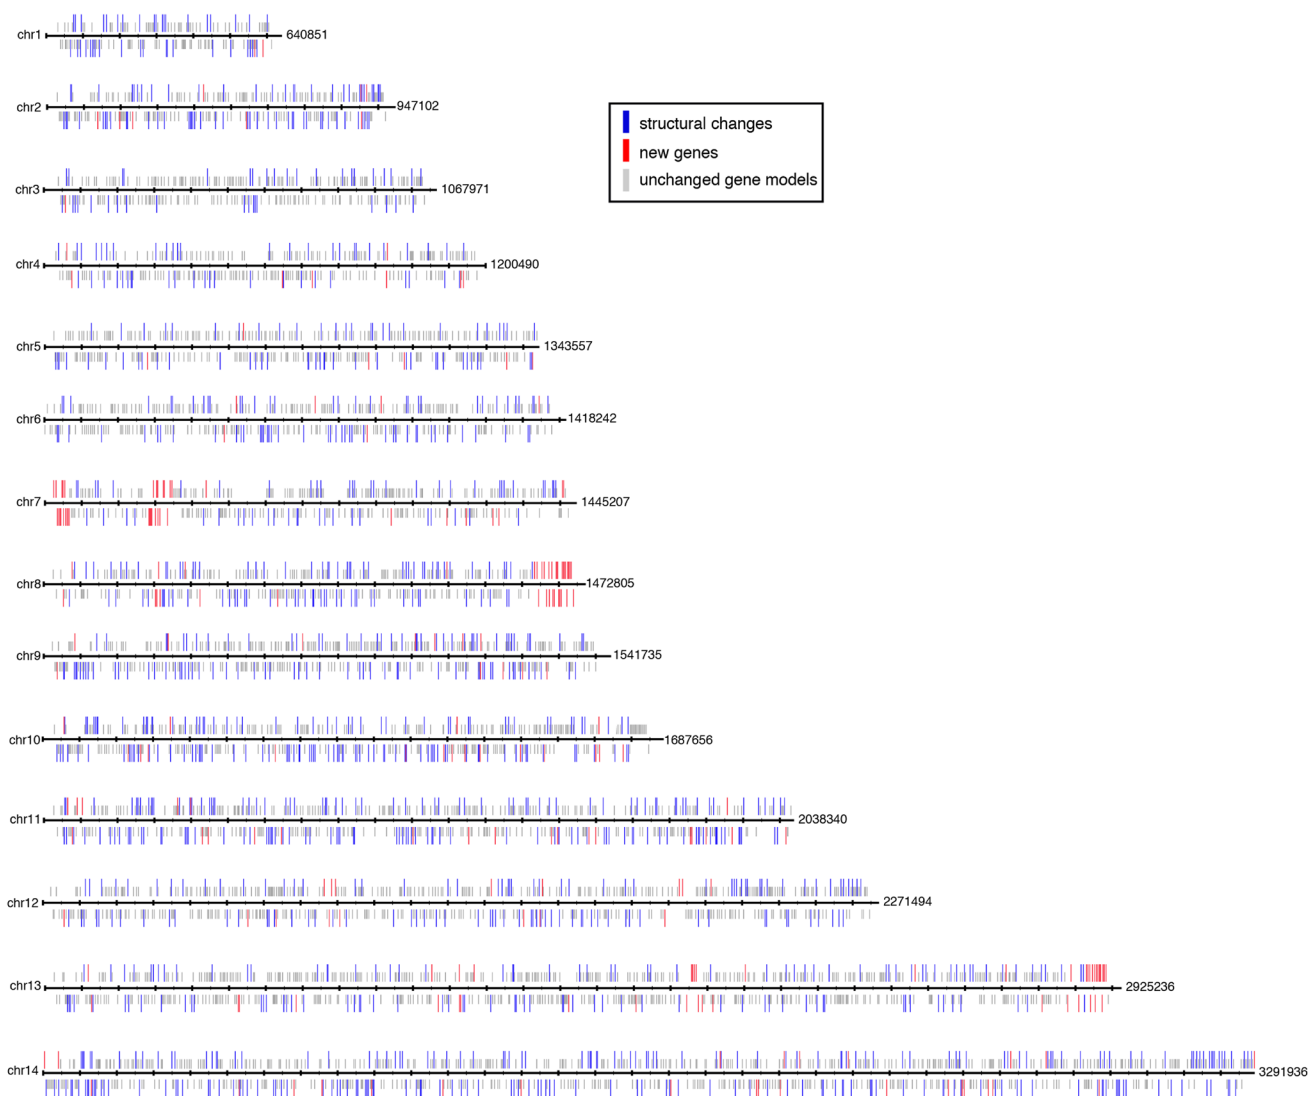 chr1 640851
chr2 947102
structural changes
new genes
unchanged gene models
chr3 1067971
chr4 1200490
chr5 1343557
chr6 1418242
chr7 1445207
chr8 1472805
chr9 1541735
chr10 1687656
chr11 2038340
chr12 2271494
chr13 2925236
chr14 3291936